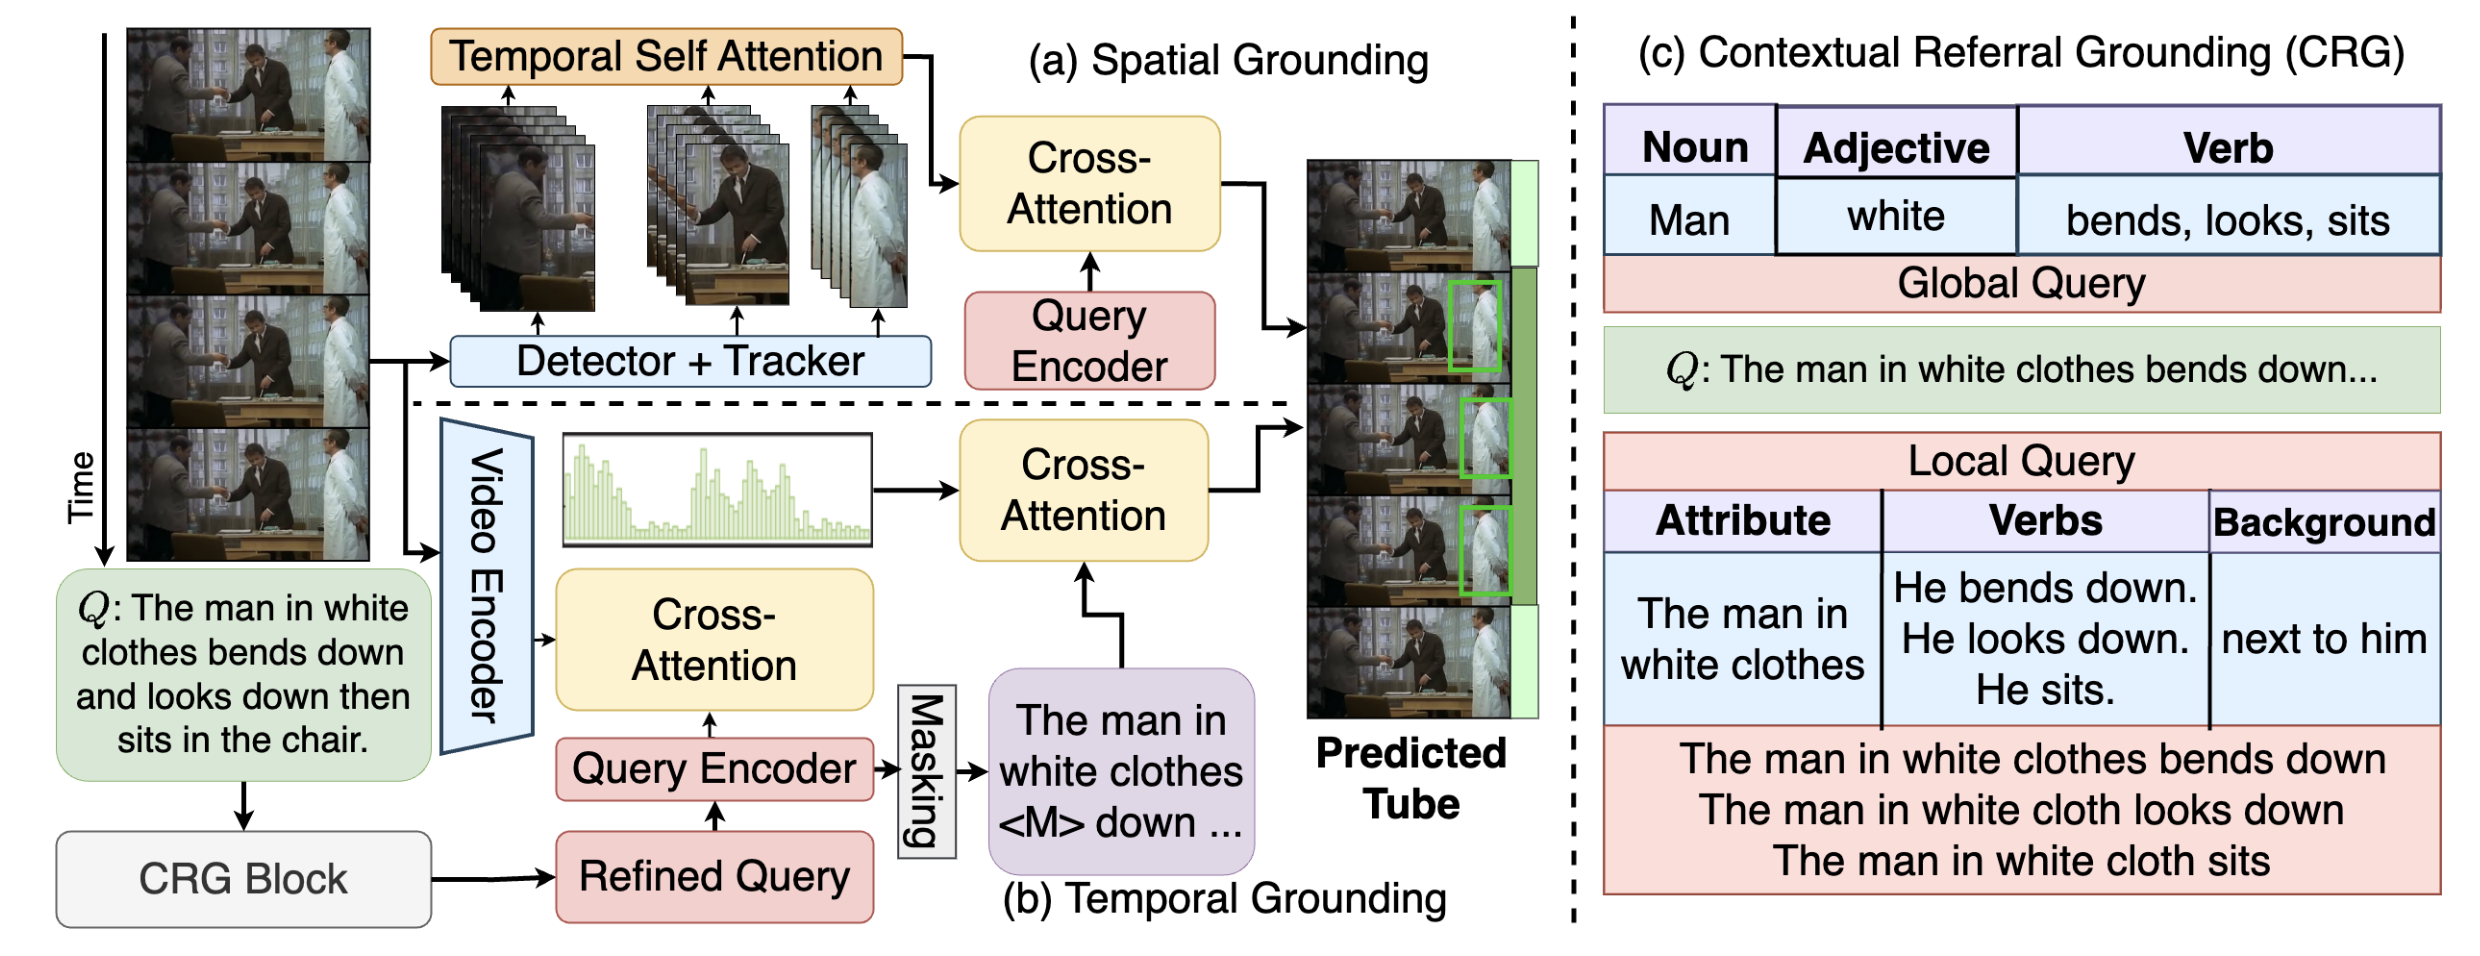 Time
Q: The man in white
clothes bends down
and looks down then
sits in the chair.
CRG Block
Temporal Self Attention
(a) Spatial Grounding
Detector + Tracker
Cross-
Attention
Query
Encoder
Video Encoder
Cross-
Attention
Cross-
Attention
Query Encoder
Refined Query
Masking
The man in
white clothes
<M> down ...
(b) Temporal Grounding
Predicted
Tube
(c) Contextual Referral Grounding (CRG)
Noun Adjective Verb
Man white bends, looks, sits
Global Query
Q: The man in white clothes bends down...
Local Query
Attribute Verbs Background
The man in
white clothes
He bends down.
He looks down.
He sits.
next to him
The man in white clothes bends down
The man in white cloth looks down
The man in white cloth sits